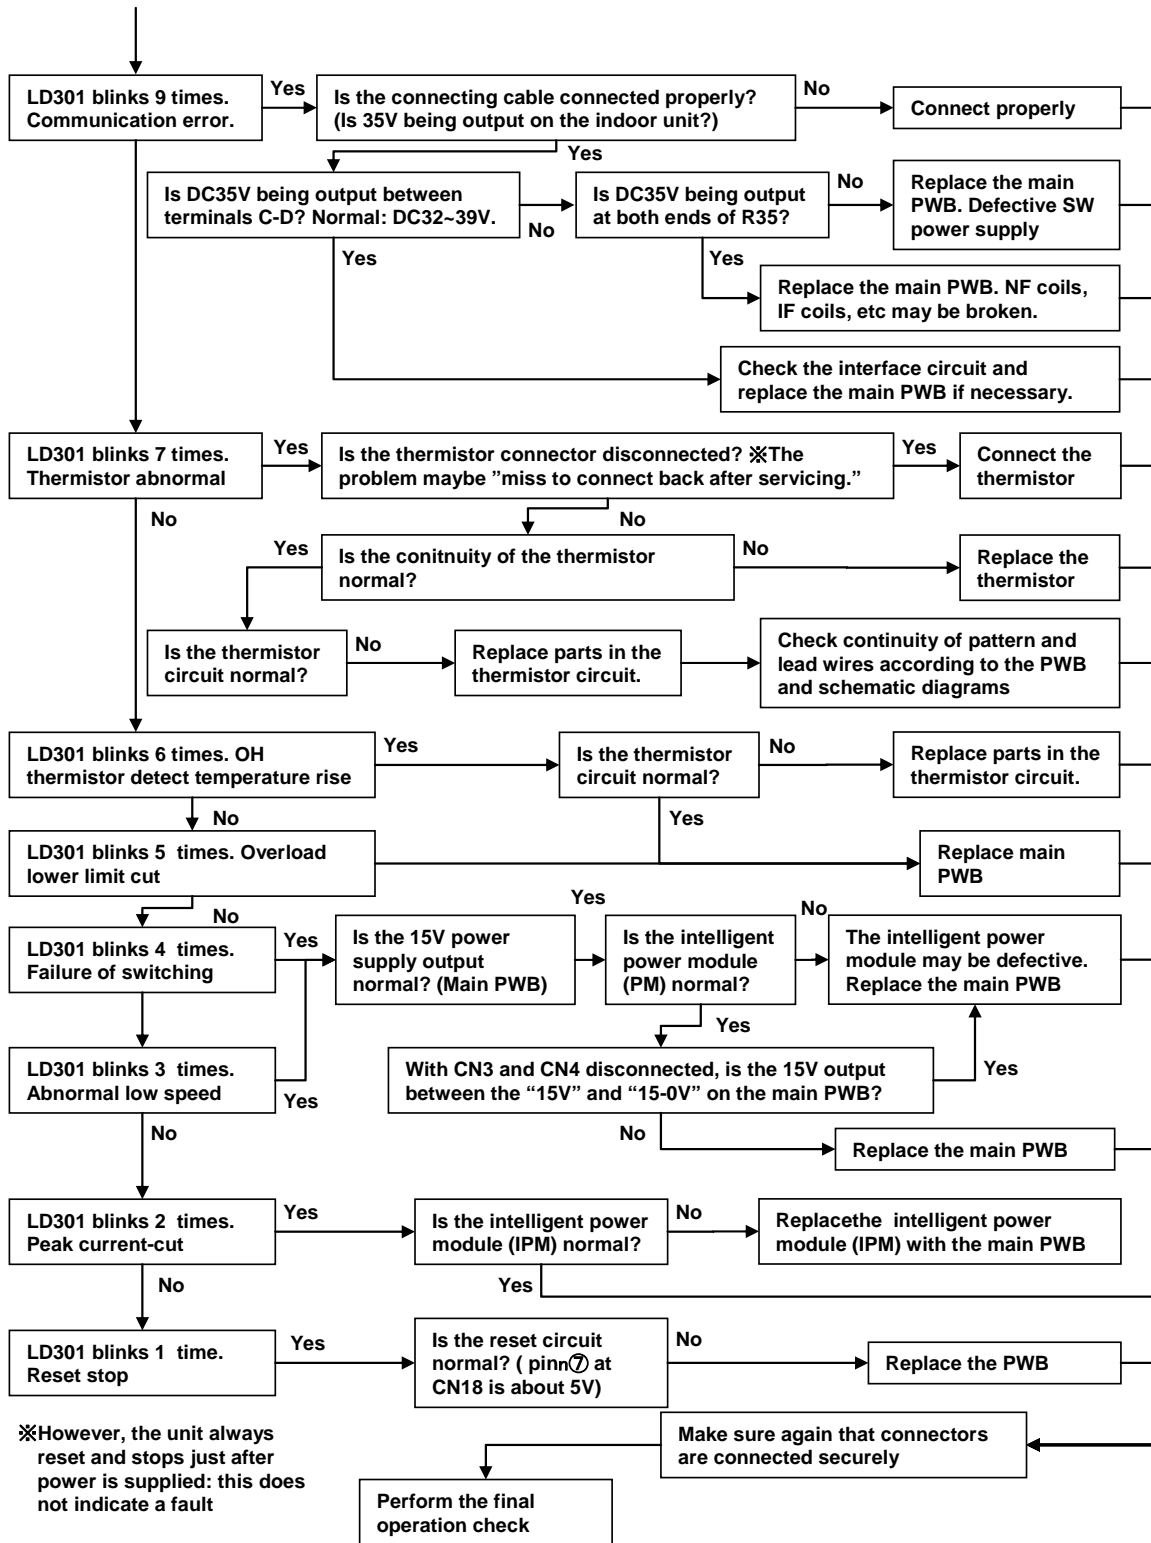 LD301 blinks 9 times.
Communication error.
Yes
Is the connecting cable connected properly?
(Is 35V being output on the indoor unit?)
No
Connect properly
Yes
Is DC35V being output between
terminals C-D? Normal: DC32~39V.
No
Is DC35V being output
at both ends of R35?
No
Replace the main
PWB. Defective SW
power supply
Yes
Yes
Replace the main PWB. NF coils,
IF coils, etc may be broken.
Check the interface circuit and
replace the main PWB if necessary.
LD301 blinks 7 times.
Thermistor abnormal
Yes
Is the thermistor connector disconnected? ※The
problem maybe ”miss to connect back after servicing.”
Yes
Connect the
thermistor
No
No
Yes
Is the conitnuity of the thermistor
normal?
No
Replace the
thermistor
Is the thermistor
circuit normal?
No
Replace parts in the
thermistor circuit.
Check continuity of pattern and
lead wires according to the PWB
and schematic diagrams
LD301 blinks 6 times. OH
thermistor detect temperature rise
Yes
Is the thermistor
circuit normal?
No
Replace parts in the
thermistor circuit.
No
Yes
LD301 blinks 5 times. Overload
lower limit cut
Replace main
PWB
No
LD301 blinks 4 times.
Failure of switching
Yes
Is the 15V power
supply output
normal? (Main PWB)
Yes
Is the intelligent
power module
(PM) normal?
No
The intelligent power
module may be defective.
Replace the main PWB
Yes
LD301 blinks 3 times.
Abnormal low speed
Yes
With CN3 and CN4 disconnected, is the 15V output
between the “15V” and “15-0V” on the main PWB?
Yes
No
No
Replace the main PWB
LD301 blinks 2 times.
Peak current-cut
Yes
Is the intelligent power
module (IPM) normal?
No
Replacethe intelligent power
module (IPM) with the main PWB
No
Yes
LD301 blinks 1 time.
Reset stop
Yes
Is the reset circuit
normal? ( pinn⑦ at
CN18 is about 5V)
No
Replace the PWB
※However, the unit always
reset and stops just after
power is supplied: this does
not indicate a fault
Make sure again that connectors
are connected securely
Perform the final
operation check